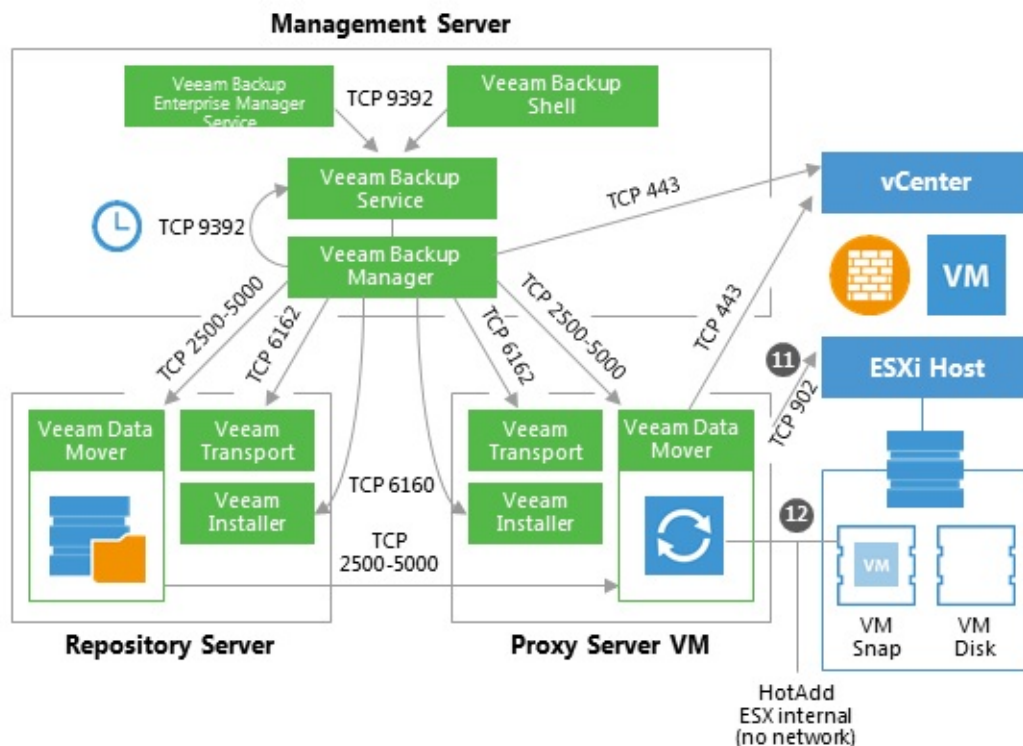 Management Server
Veeam Backup
Enterprise Manager
Service
TCP 9392
Veeam Backup
Shell
Veeam Backup
Service
TCP 9392
Veeam Backup
Manager
TCP 443
vCenter
VM
TCP 2500-5000
TCP 6162
TCP 6162
TCP 2500-5000
TCP 443
11
TCP 902
ESXi Host
Veeam Data
Mover
Veeam
Transport
Veeam
Installer
TCP 6160
TCP
2500-5000
Veeam
Transport
Veeam
Installer
Veeam Data
Mover
12
VM
VM
Snap
VM
Disk
Repository Server
Proxy Server VM
HotAdd
ESX internal
(no network)